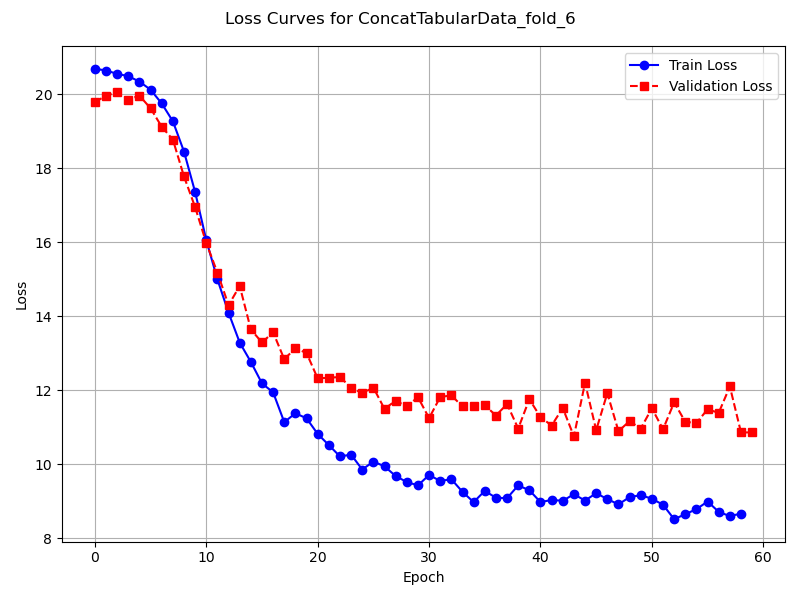 Loss Curves for ConcatTabularData_fold_6
Train Loss
Validation Loss
20
18
16
14
12
10
8
Loss
0 10 20 30 40 50 60
Epoch